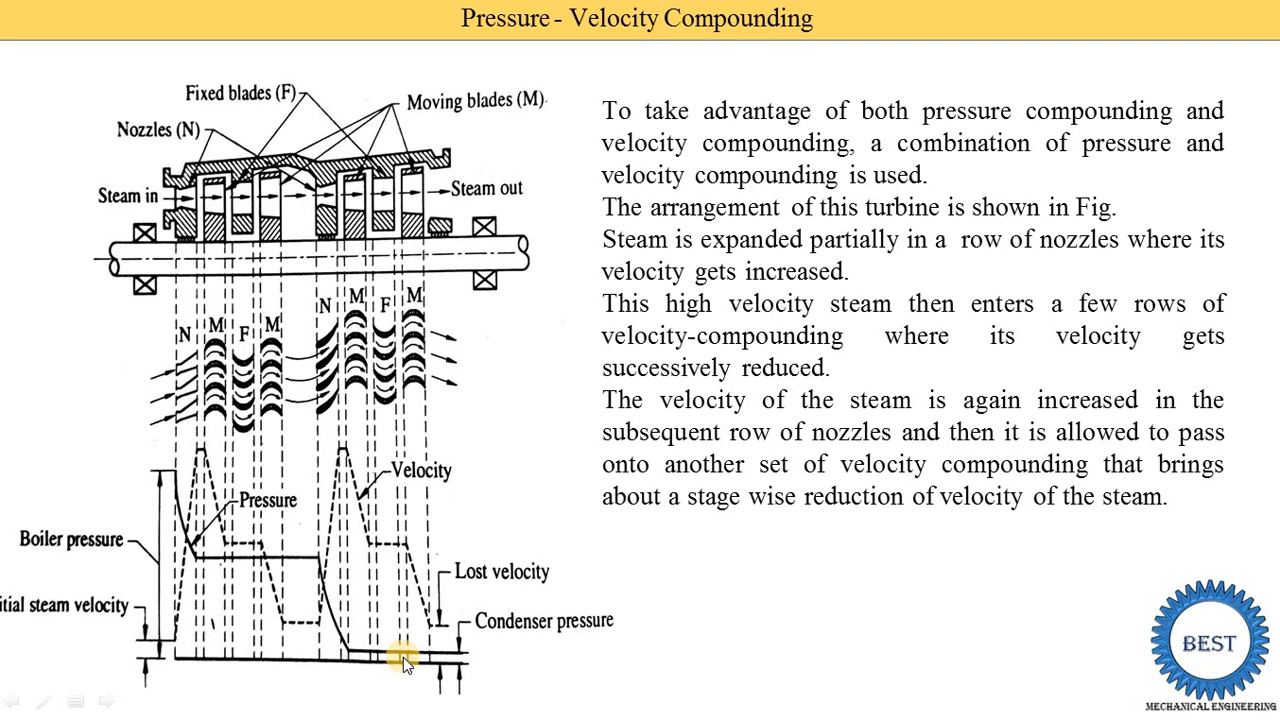 Pressure - Velocity Compounding
Fixed blades (F)
Moving blades (M)
Nozzles (N)
Steam in
Steam out
N M F M N M F M
Velocity
Pressure
Boiler pressure
Lost velocity
itial steam velocity
Condenser pressure
To take advantage of both pressure compounding and
velocity compounding, a combination of pressure and
velocity compounding is used.
The arrangement of this turbine is shown in Fig.
Steam is expanded partially in a row of nozzles where its
velocity gets increased.
This high velocity steam then enters a few rows of
velocity-compounding where its velocity gets
successively reduced.
The velocity of the steam is again increased in the
subsequent row of nozzles and then it is allowed to pass
onto another set of velocity compounding that brings
about a stage wise reduction of velocity of the steam.
BEST
MECHANICAL ENGINEERING